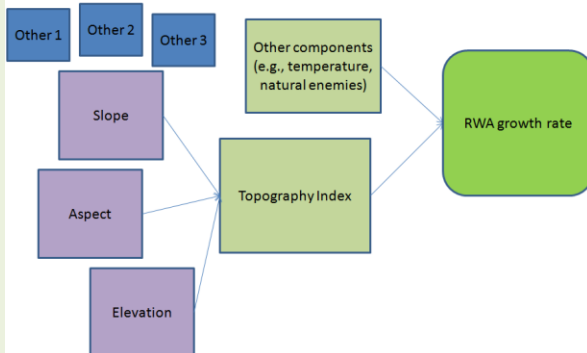 Other 1
Other 2
Other 3
Other components
(e.g., temperature,
natural enemies)
RWA growth rate
Slope
Topography Index
Aspect
Elevation